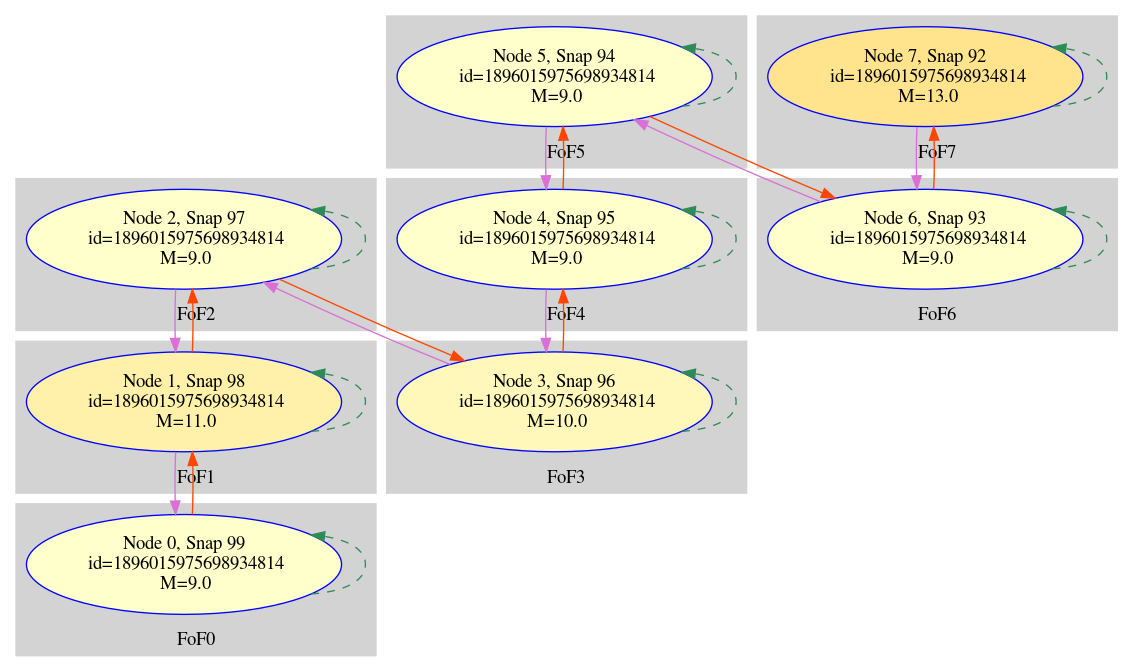 Node 5, Snap 94
id=1896015975698934814
M=9.0
FoF5
Node 7, Snap 92
id=1896015975698934814
M=13.0
FoF7
Node 2, Snap 97
id=1896015975698934814
M=9.0
FoF2
Node 4, Snap 95
id=1896015975698934814
M=9.0
FoF4
Node 6, Snap 93
id=1896015975698934814
M=9.0
FoF6
Node 1, Snap 98
id=1896015975698934814
M=11.0
FoF1
Node 3, Snap 96
id=1896015975698934814
M=10.0
FoF3
Node 0, Snap 99
id=1896015975698934814
M=9.0
FoF0